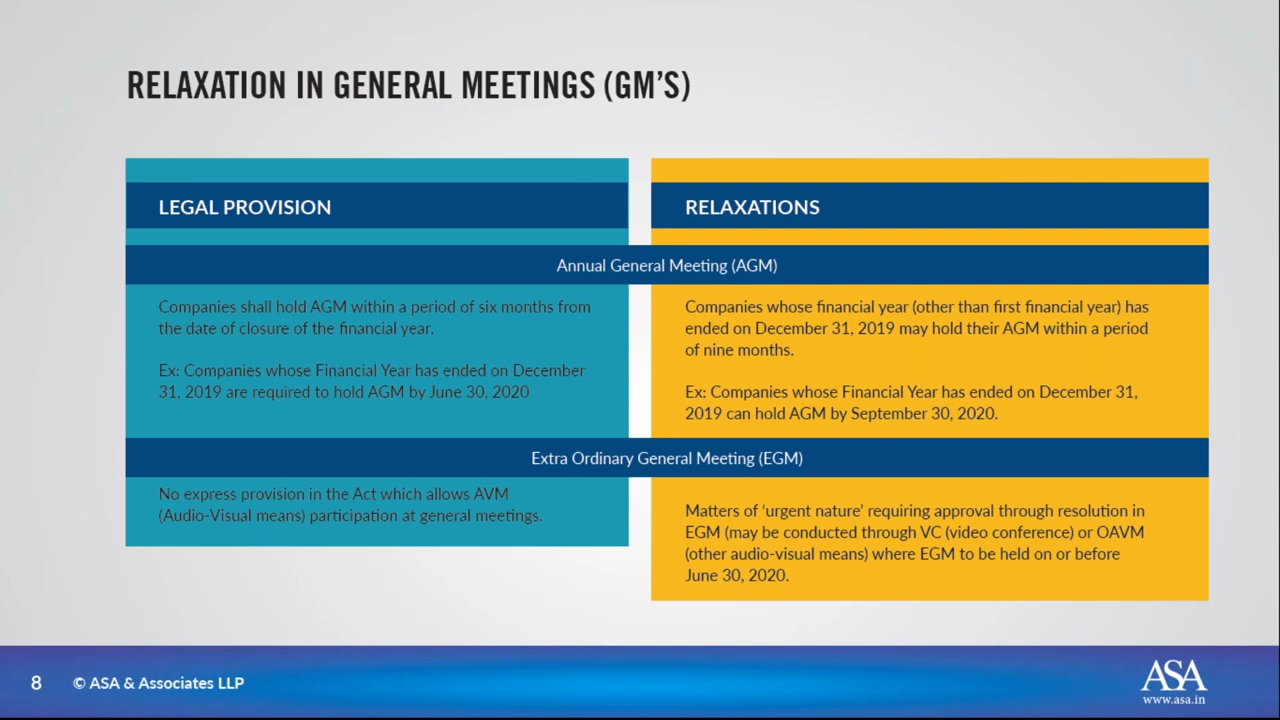 RELAXATION IN GENERAL MEETINGS (GM'S)
LEGAL PROVISION
RELAXATIONS
Annual General Meeting (AGM)
Companies shall hold AGM within a period of six months from
the date of closure of the financial year.
Ex: Companies whose Financial Year has ended on December
31, 2019 are required to hold AGM by June 30, 2020
Companies whose financial year (other than first financial year) has
ended on December 31, 2019 may hold their AGM within a period
of nine months.
Ex: Companies whose Financial Year has ended on December 31,
2019 can hold AGM by September 30, 2020.
Extra Ordinary General Meeting (EGM)
No express provision in the Act which allows AVM
(Audio-Visual means) participation at general meetings.
Matters of ‘urgent nature’ requiring approval through resolution in
EGM (may be conducted through VC (video conference) or OAVM
(other audio-visual means) where EGM to be held on or before
June 30, 2020.
8
© ASA & Associates LLP
ASA
www.asa.in